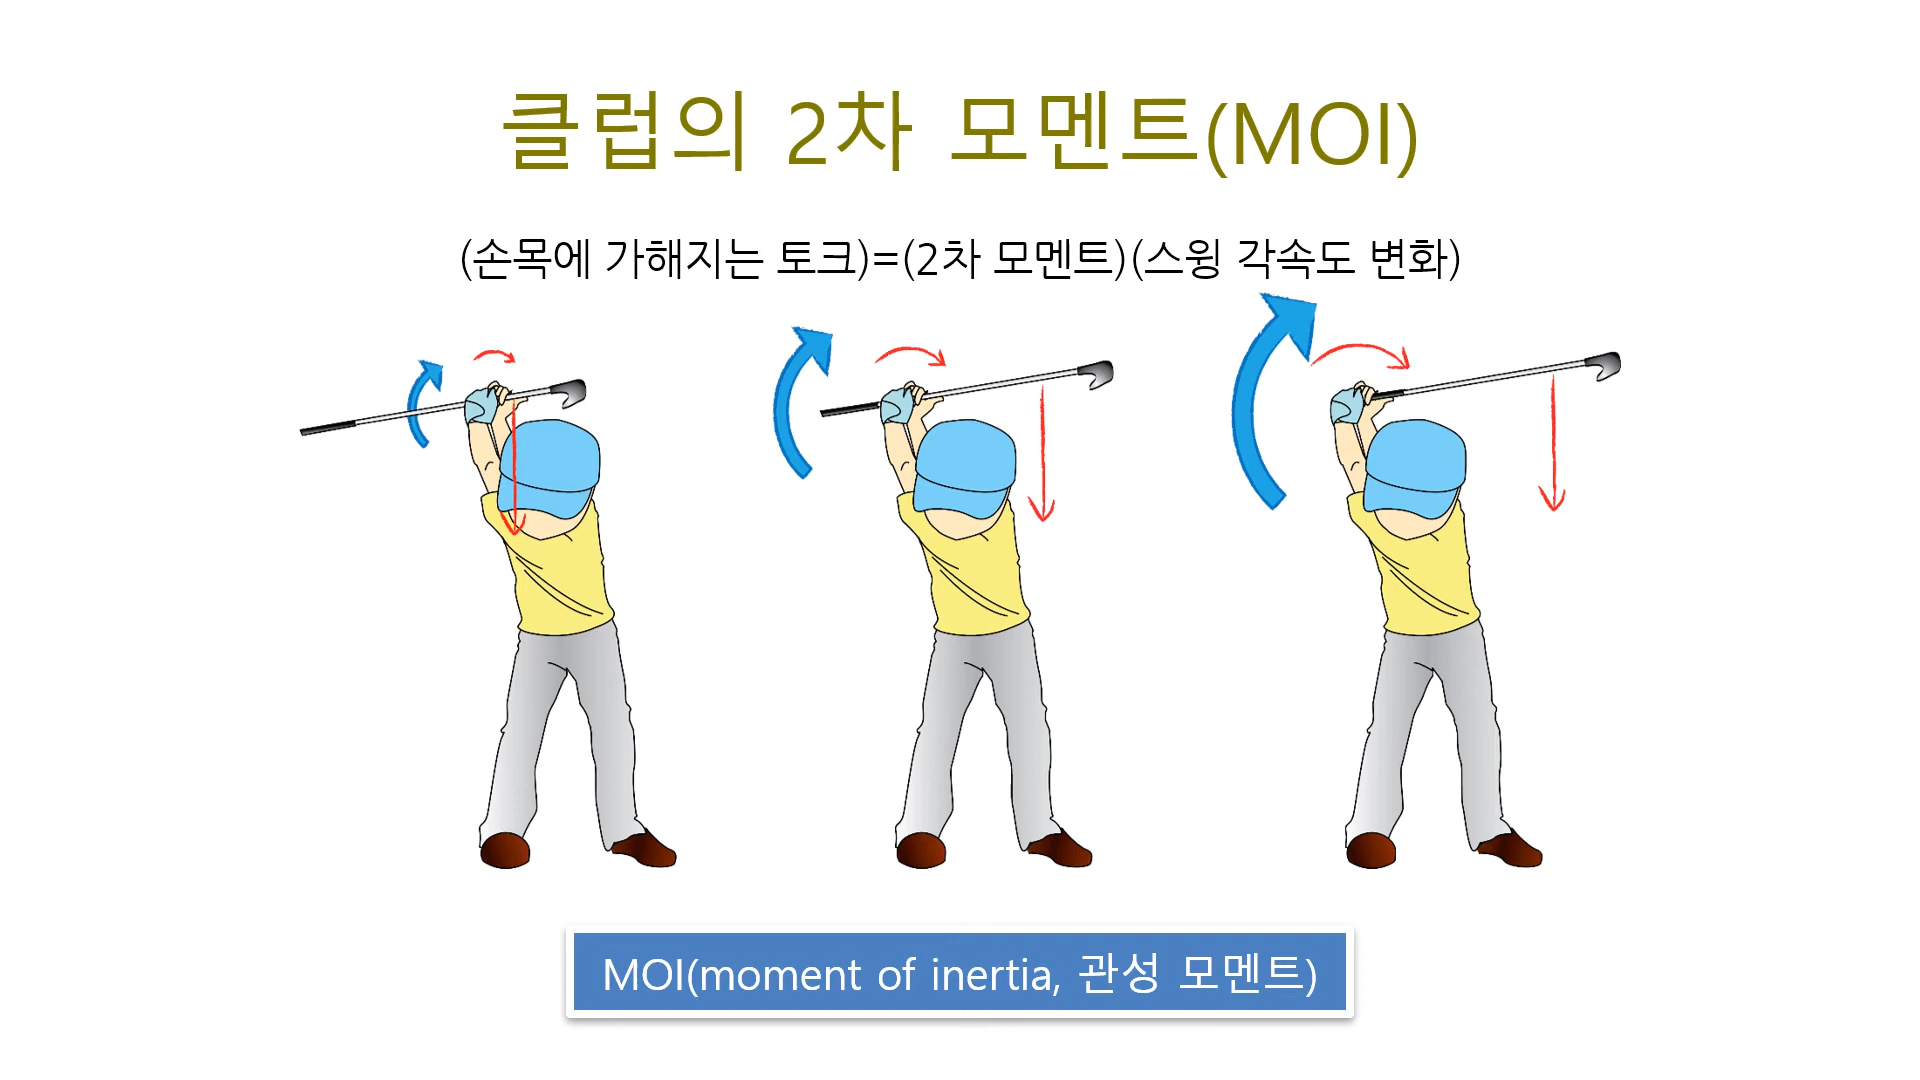 클럽의 2차 모멘트(MOI)
(손목에 가해지는 토크)=(2차 모멘트)(스윙 각속도 변화)
MOI(moment of inertia, 관성 모멘트)